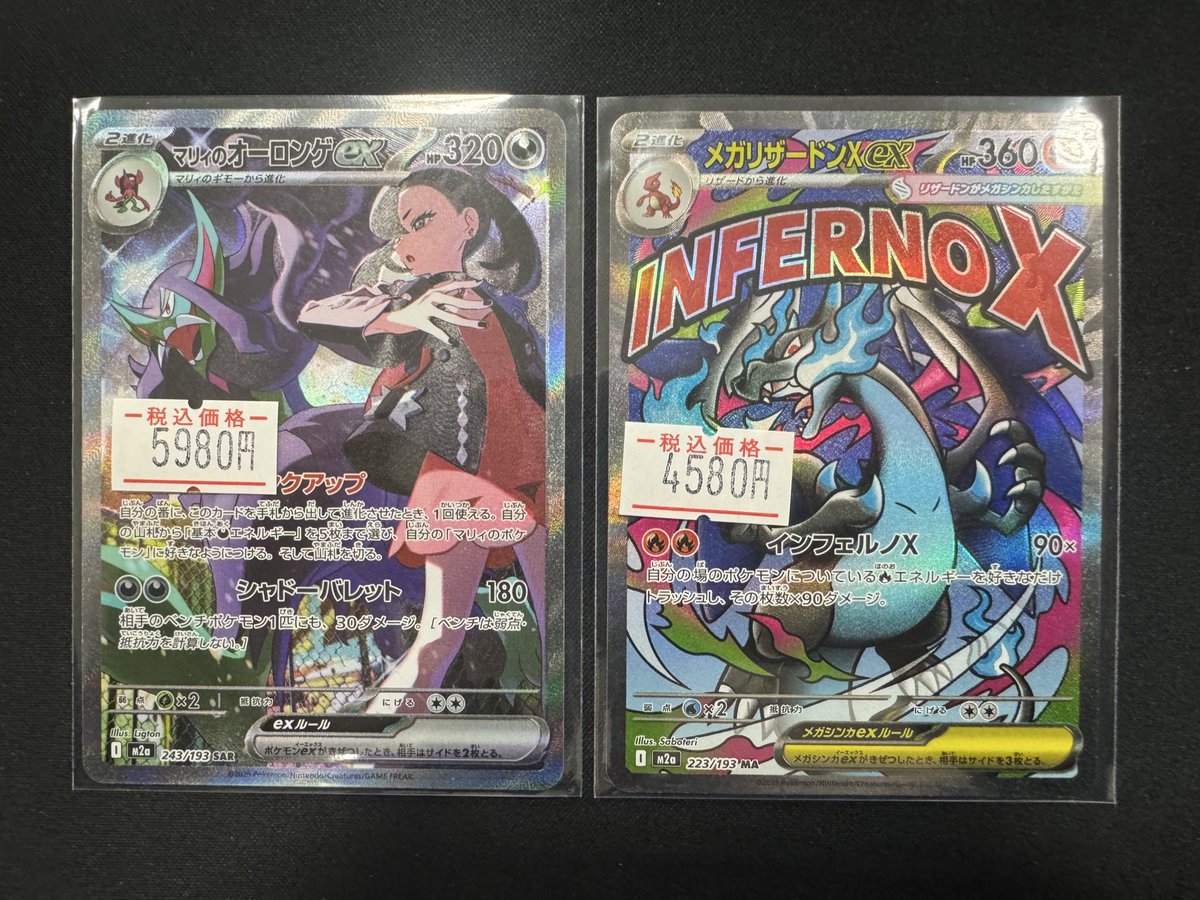 2進化
マリィのオーロンゲex
HP320
マリィのギモーから進化
税込価格
5980円
クアップ
自分の番に、このカードを手札から出して進化させたとき、1回使える。自分
の山札から「基本エネルギー」を5枚まで選び、自分の「マリィのポケ
モン」に好きなようにつける。そして山札を切る。
シャドーバレット 180
相手のベンチポケモン1匹にも、30ダメージ。[ベンチは弱点・
抵抗力を計算しない。]
弱点 ×2 抵抗力 にげる
exルール
ポケモンexがきぜつしたとき、相手はサイドを2枚とる。
Illus. Ligton
I m2a 243/193 SAR
©2025 Pokémon/Nintendo/Creatures/GAME FREAK.
2進化
メガリザードンXex
HP360
リザードから進化
リザードンがメガシンカしたすがた
INFERNO X
税込価格
4580円
インフェルノX 90×
自分の場のポケモンについているエネルギーを好きなだけ
トラッシュし、その枚数×90ダメージ。
弱点 ×2 抵抗力 にげる
メガシンカexルール
メガシンカexがきぜつしたとき、相手はサイドを3枚とる。
Illus. Saboteri
I m2a 223/193 MA